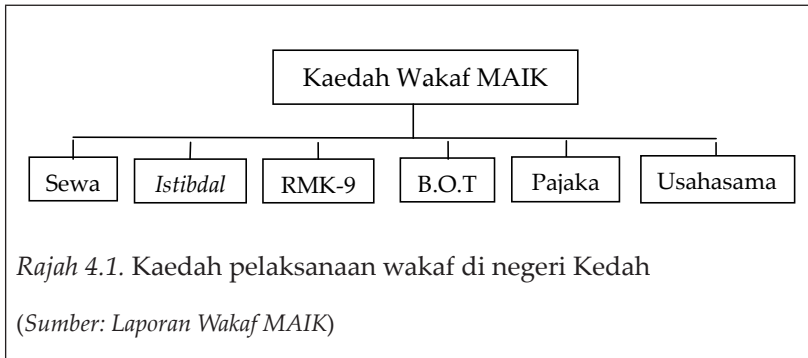 Kaedah Wakaf MAIK
Sewa Istibdal RMK-9 B.O.T Pajaka Usahasama
Rajah 4.1. Kaedah pelaksanaan wakaf di negeri Kedah
(Sumber: Laporan Wakaf MAIK)